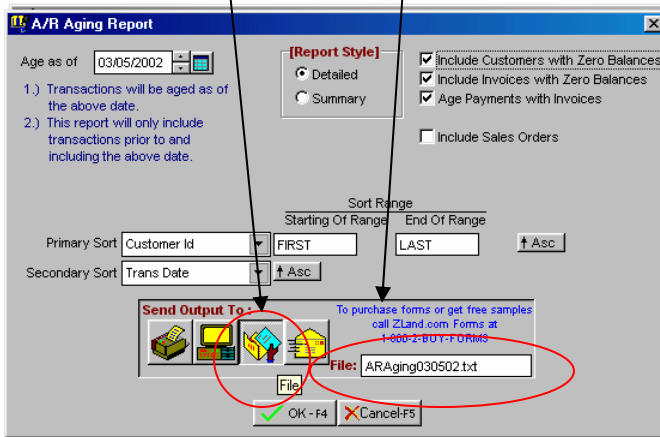 A/R Aging Report
Age as of 03/05/2002
1.) Transactions will be aged as of
the above date.
2.) This report will only include
transactions prior to and
including the above date.
[Report Style]
Detailed
Summary
Include Customers with Zero Balances
Include Invoices with Zero Balances
Age Payments with Invoices
Include Sales Orders
Sort Range
Starting Of Range End Of Range
Primary Sort Customer Id FIRST LAST Asc
Secondary Sort Trans Date Asc
Send Output To :
To purchase forms or get free samples
call ZLand.com Forms at
1-800-2-BUY-FORMS
File: ARAging030502.txt
File
OK - F4 Cancel-F5